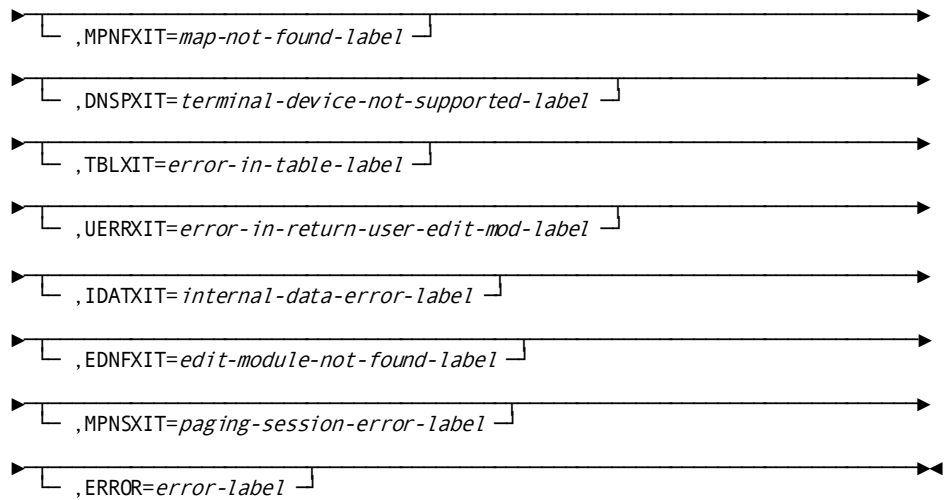 ,MPNFXIT=map-not-found-label
,DNSPXIT=terminal-device-not-supported-label
,TBLXIT=error-in-table-label
,UERRXIT=error-in-return-user-edit-mod-label
,IDATXIT=internal-data-error-label
,EDNFXIT=edit-module-not-found-label
,MPNSXIT=paging-session-error-label
,ERROR=error-label